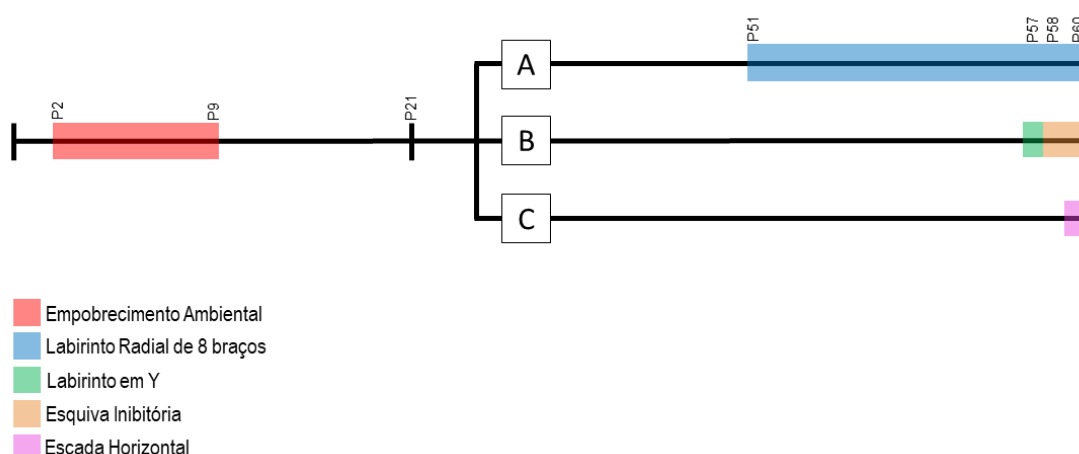 P2
P9
P21
P51
P57
P58
P60
A
B
C
Empobrecimento Ambiental
Labirinto Radial de 8 braços
Labirinto em Y
Esquiva Inibitória
Escada Horizontal